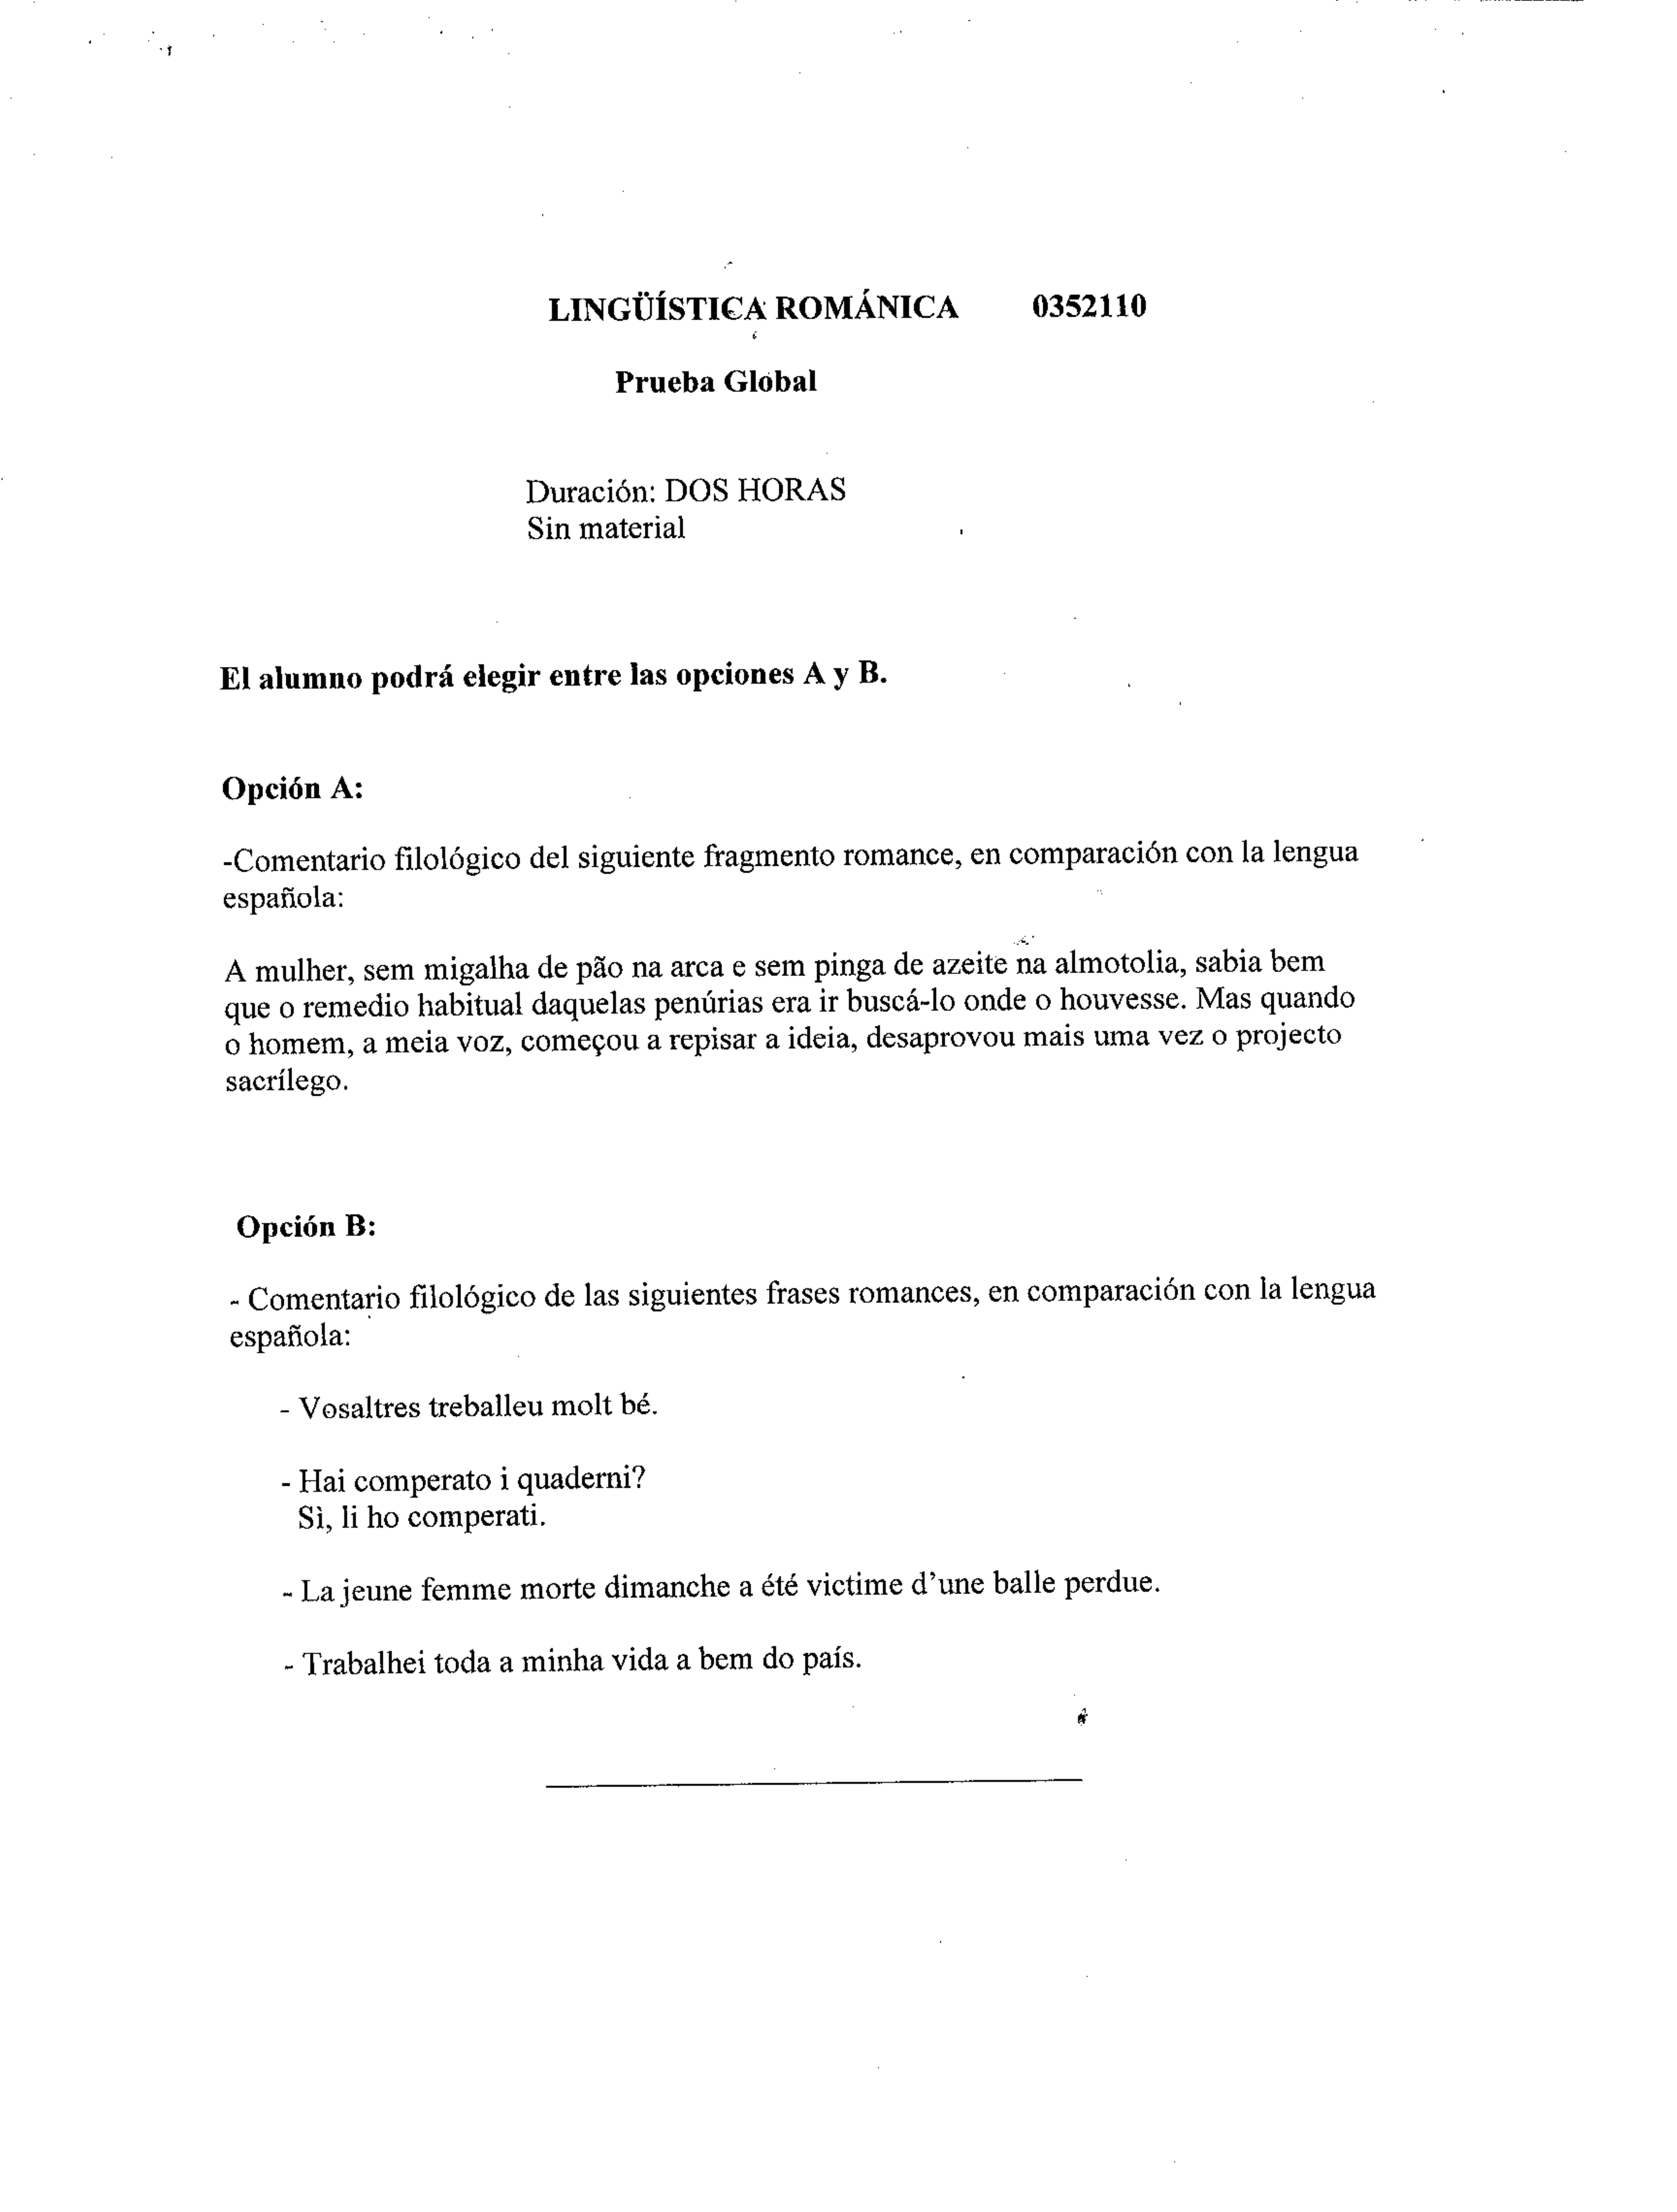 LINGÜÍSTICA ROMÁNICA 0352110
Prueba Global
Duración: DOS HORAS
Sin material
El alumno podrá elegir entre las opciones A y B.
Opción A:
-Comentario filológico del siguiente fragmento romance, en comparación con la lengua
española:
A mulher, sem migalha de pão na arca e sem pinga de azeite na almotolia, sabia bem
que o remedio habitual daquelas penúrias era ir buscá-lo onde o houvesse. Mas quando
o homem, a meia voz, começou a repisar a ideia, desaprovou mais uma vez o projecto
sacrílego.
Opción B:
- Comentario filológico de las siguientes frases romances, en comparación con la lengua
española:
- Vosaltres treballeu molt bé.
- Hai comperato i quaderni?
Sì, li ho comperati.
- La jeune femme morte dimanche a été victime d'une balle perdue.
- Trabalhei toda a minha vida a bem do país.